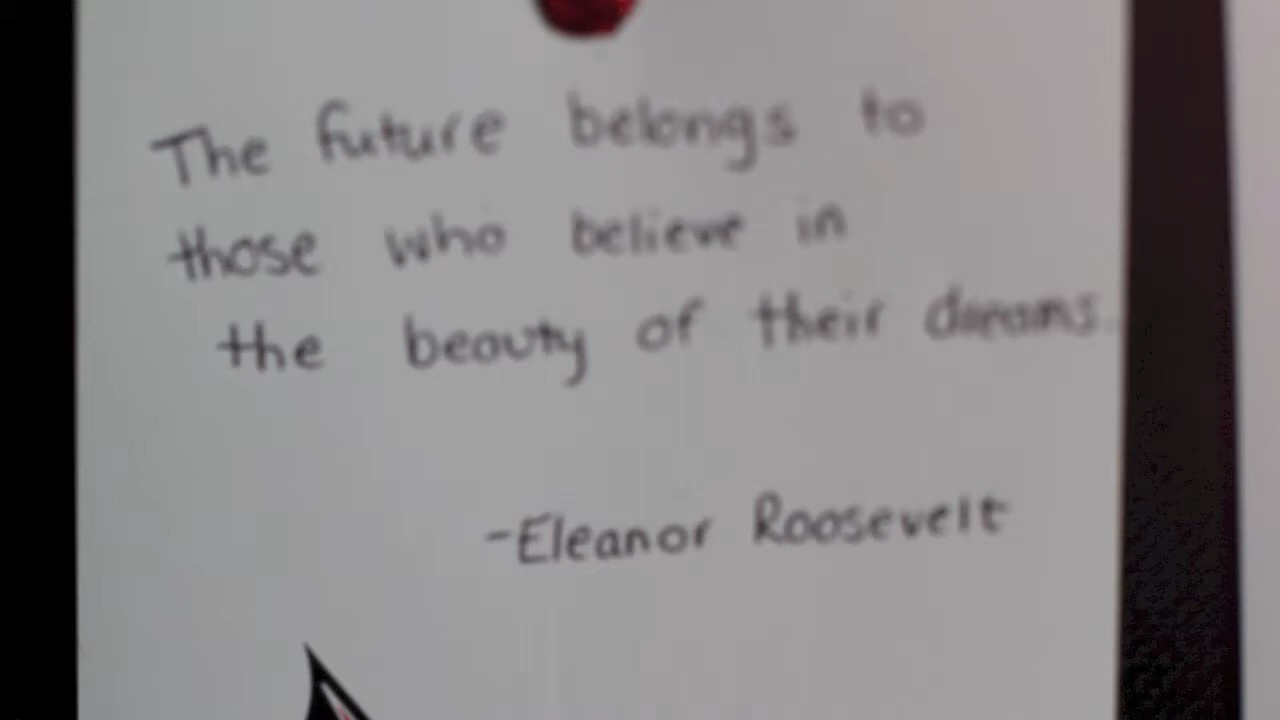 The future belongs to
those who believe in
the beauty of their dreams.
-Eleanor Roosevelt